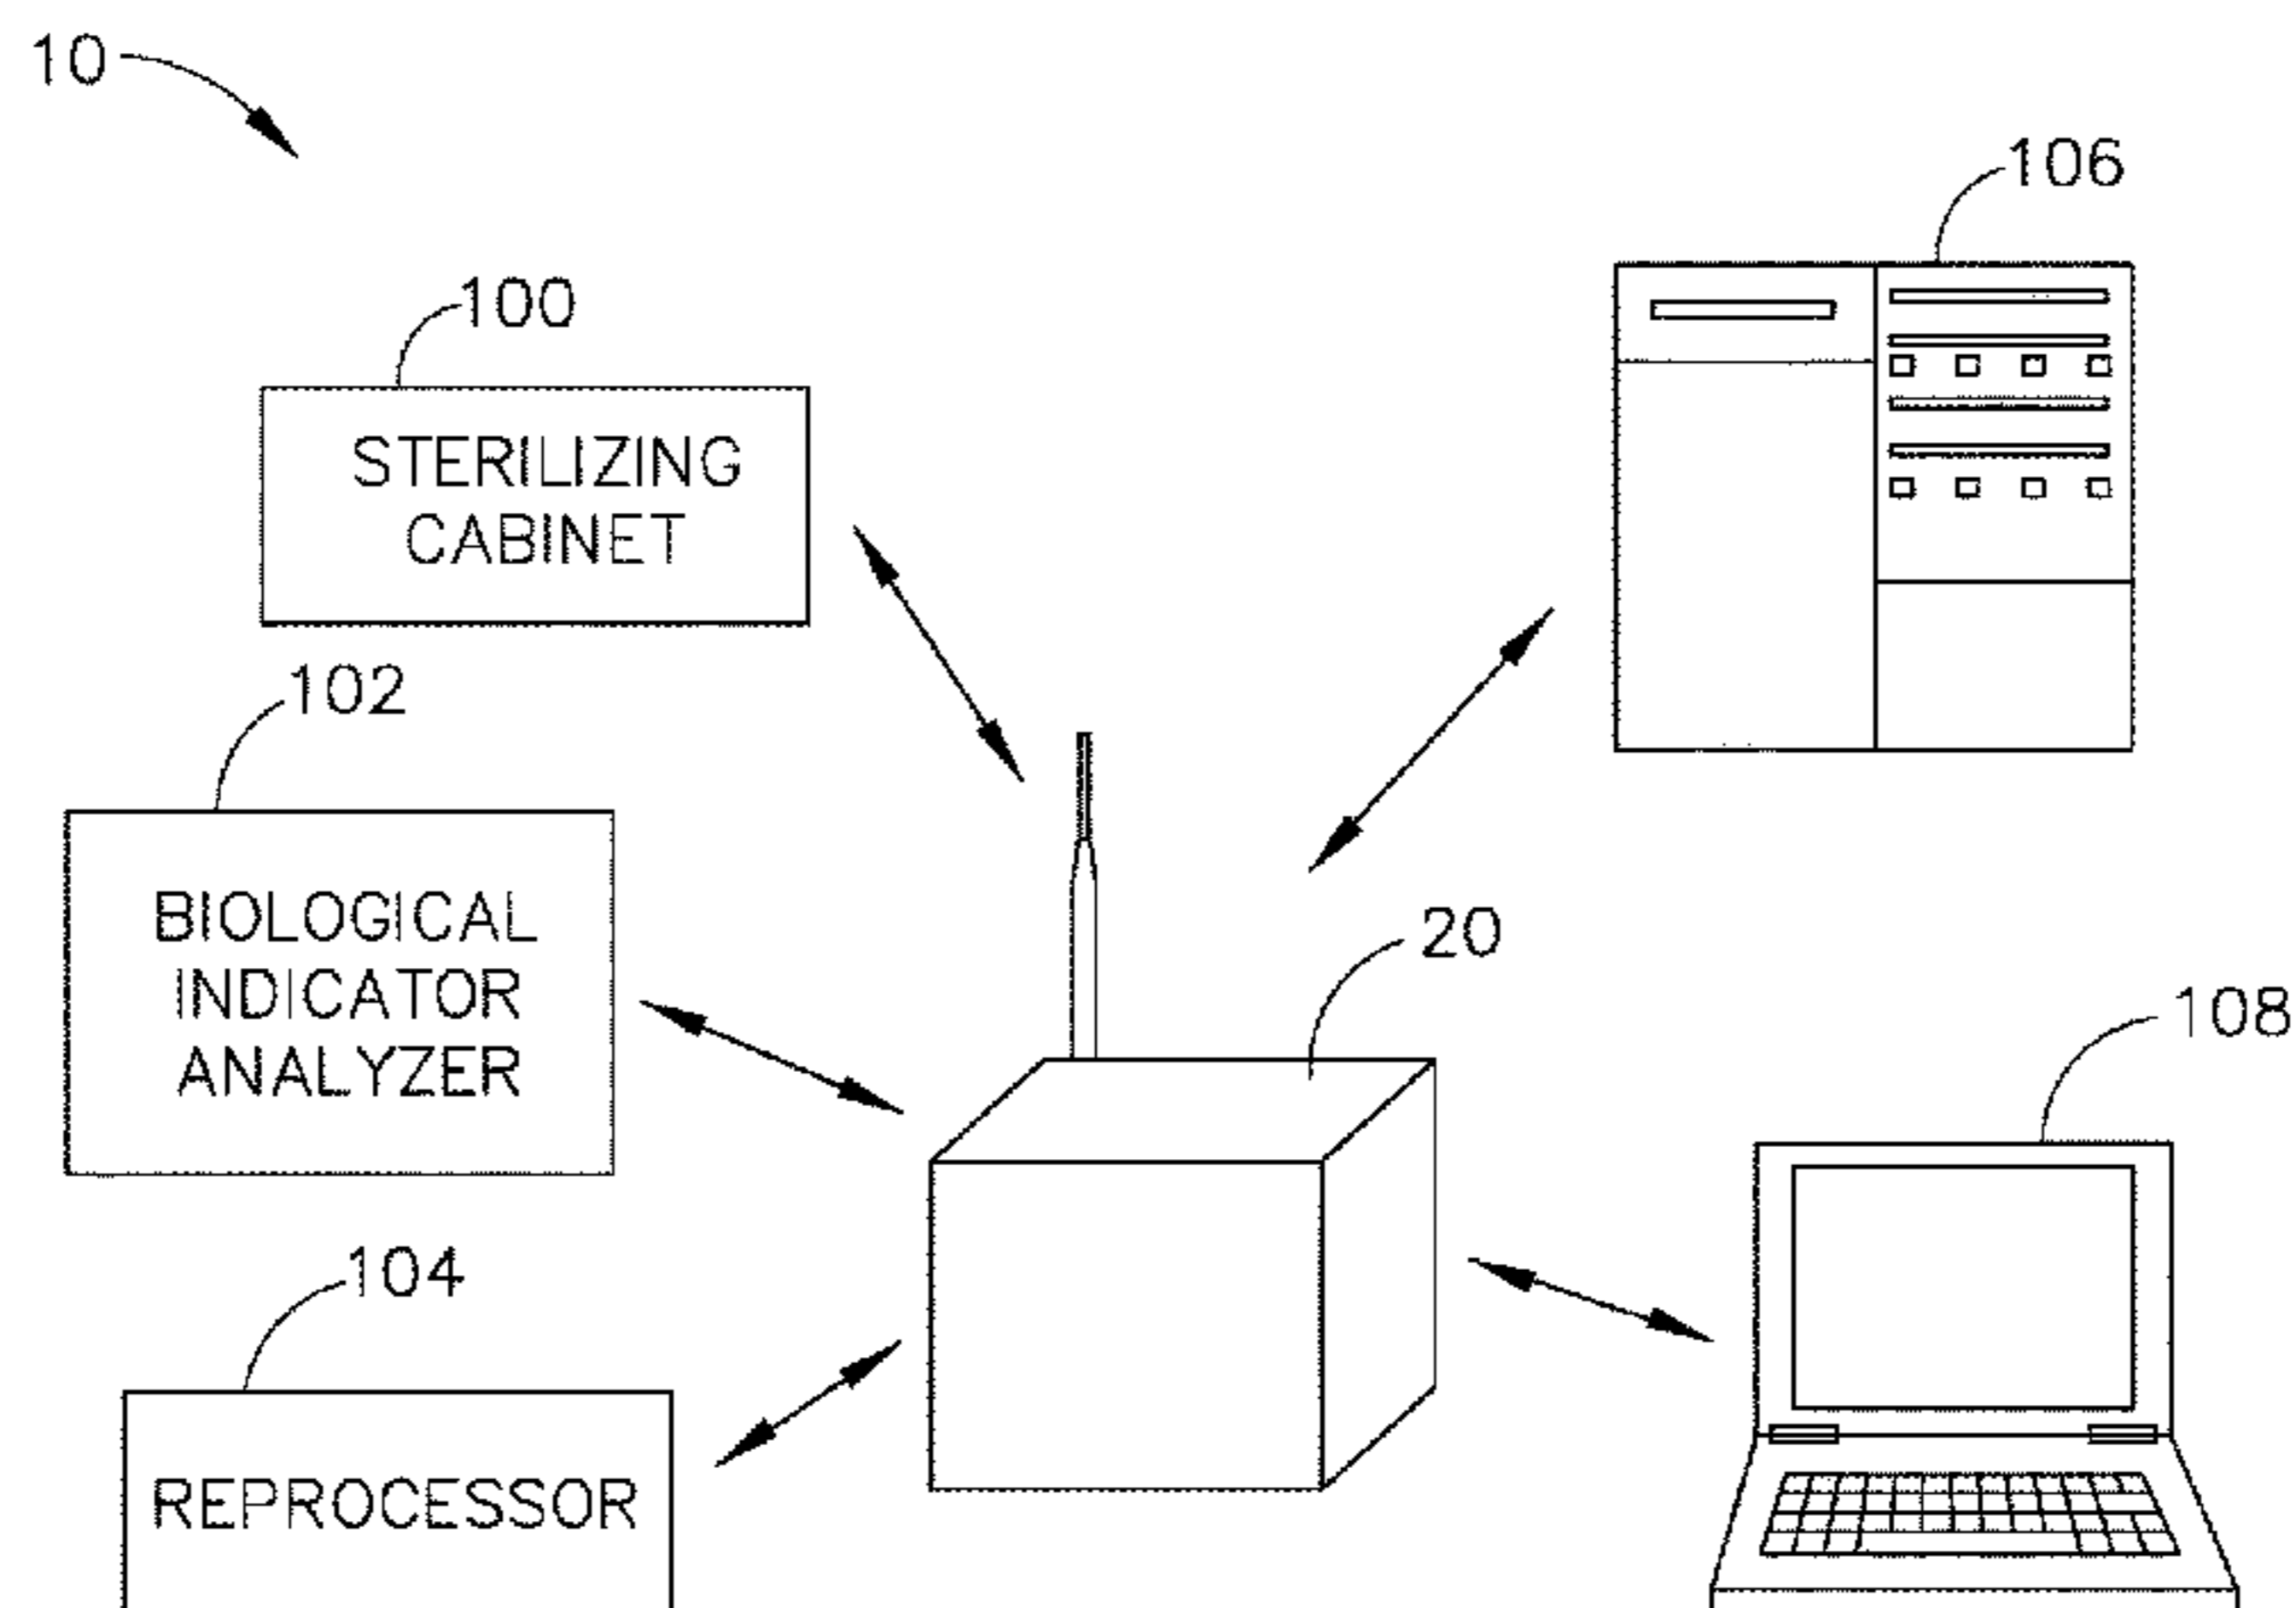 10
106
100
STERILIZING
CABINET
102
BIOLOGICAL
INDICATOR
ANALYZER
20
108
104
REPROCESSOR